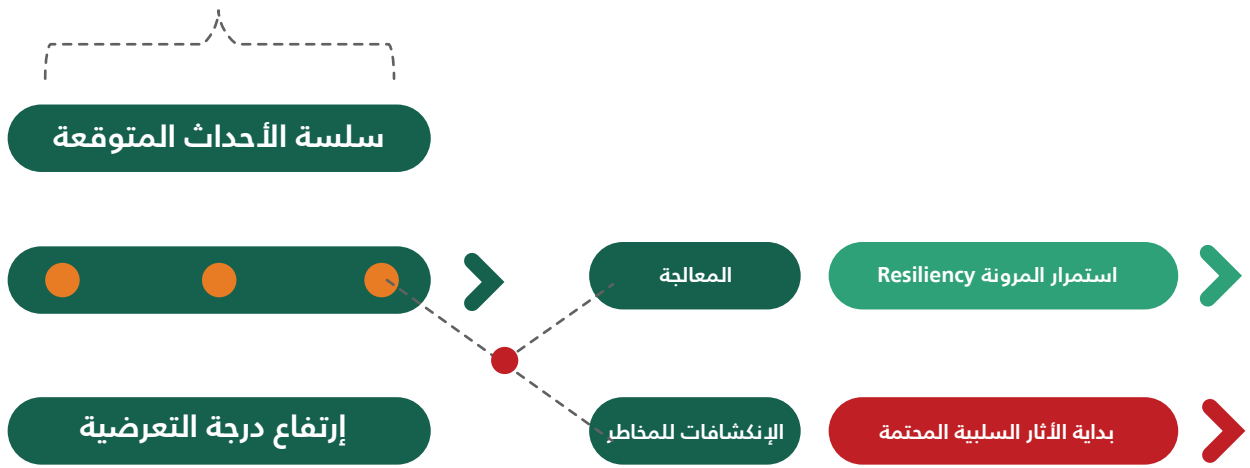 سلسة الأحداث المتوقعة
المعالجة
استمرار المرونة Resiliency
إرتفاع درجة التعرضية
الإنكشافات للمخاطر
بداية الأثار السلبية المحتمة